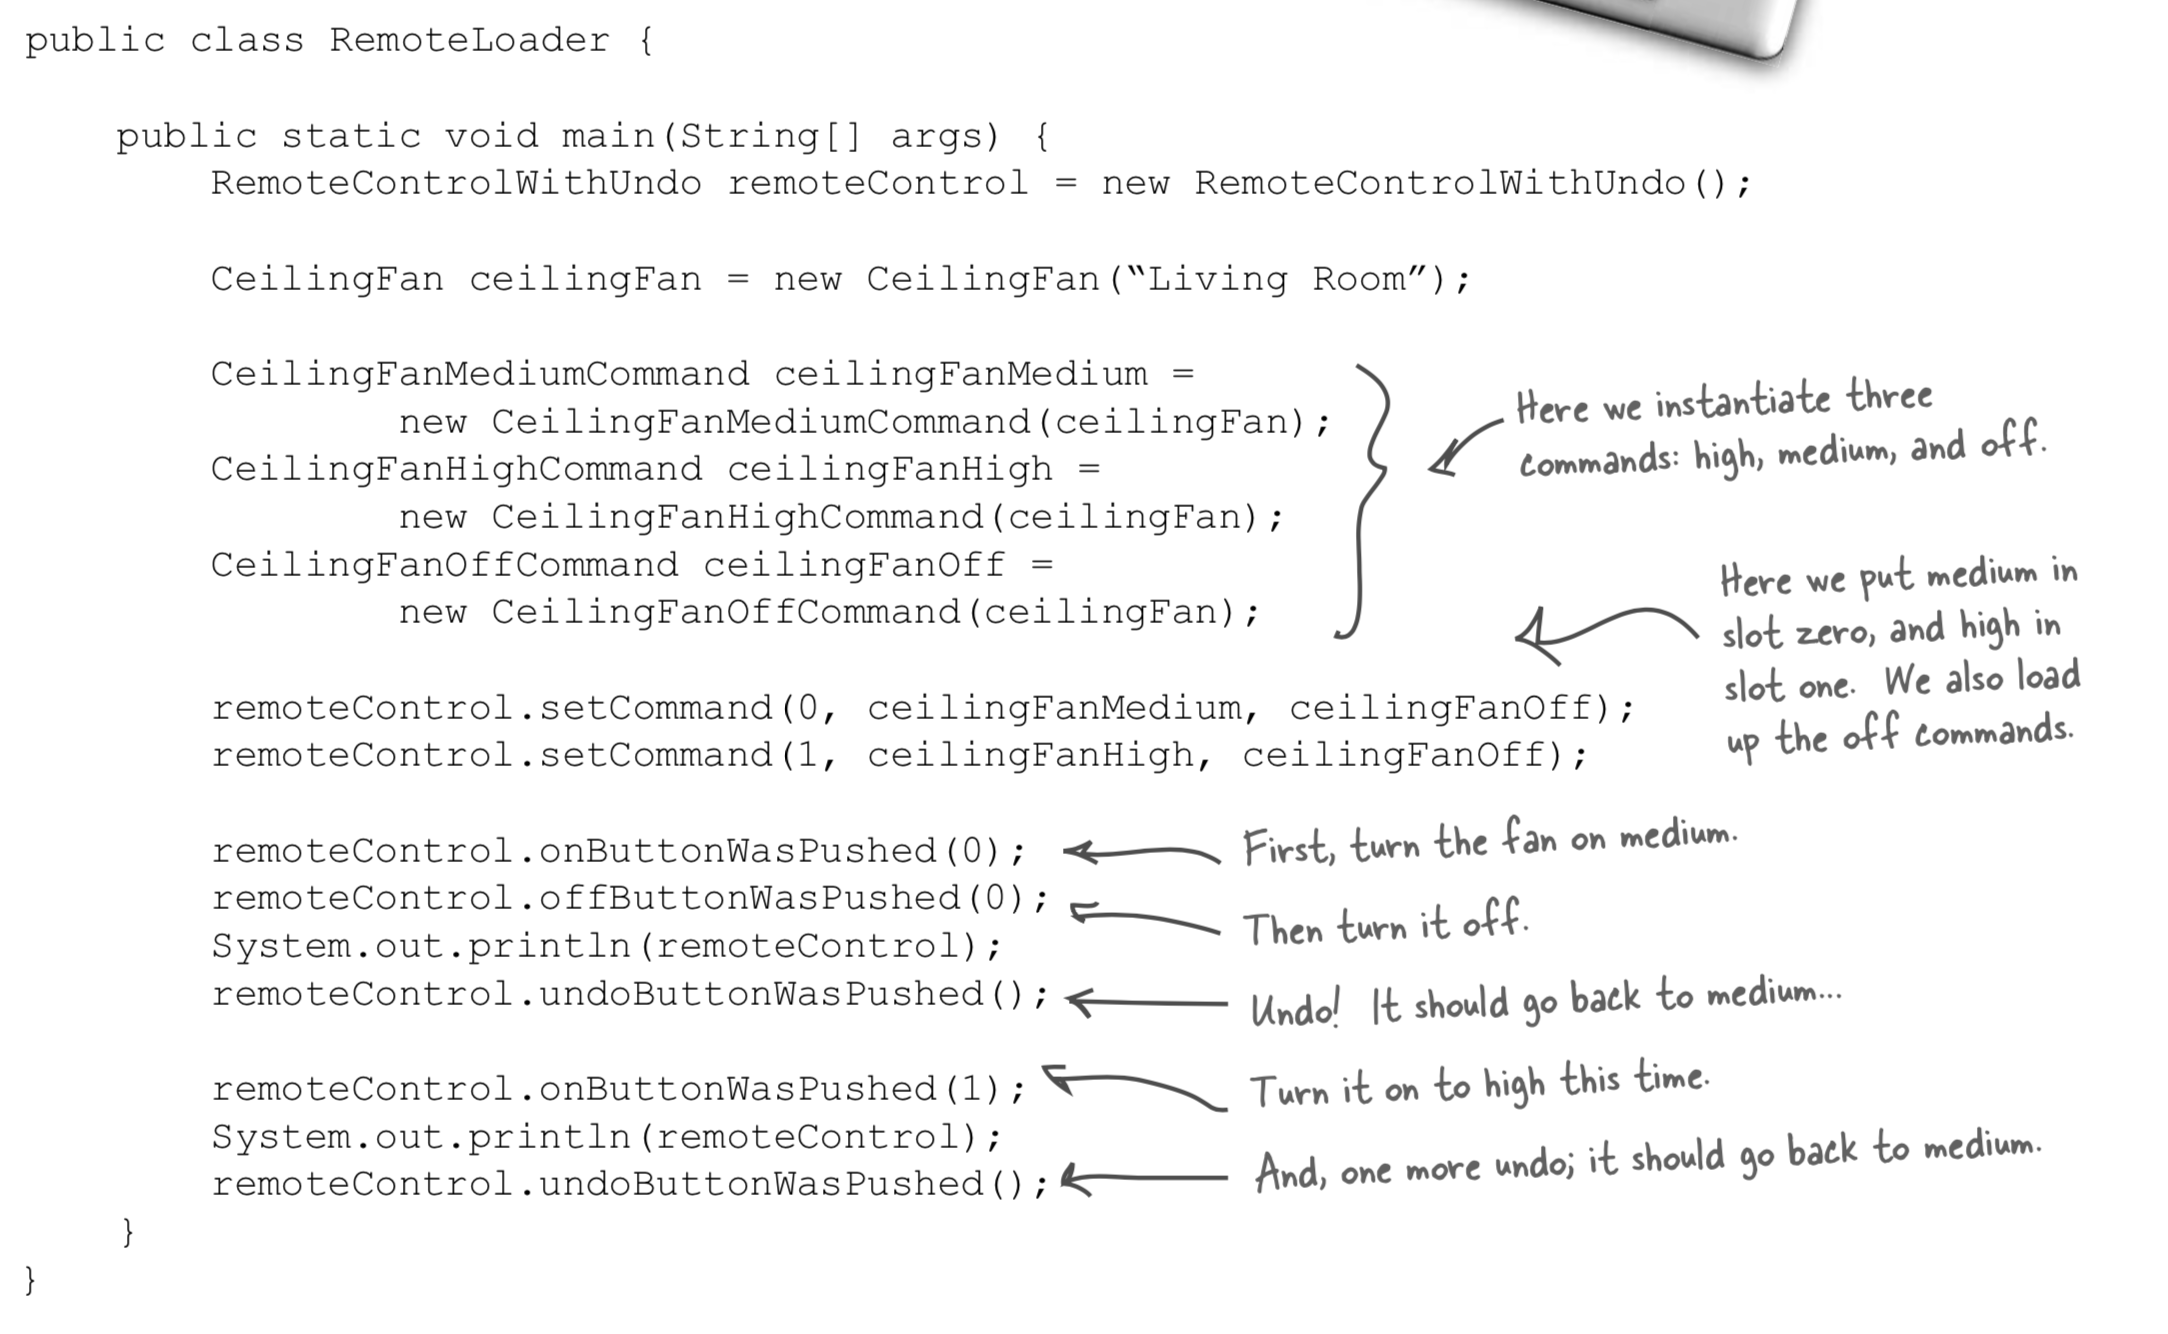 public class RemoteLoader {
public static void main(String[] args) {
RemoteControlWithUndo remoteControl = new RemoteControlWithUndo();
CeilingFan ceilingFan = new CeilingFan(“Living Room”);
CeilingFanMediumCommand ceilingFanMedium =
new CeilingFanMediumCommand(ceilingFan);
CeilingFanHighCommand ceilingFanHigh =
new CeilingFanHighCommand(ceilingFan);
CeilingFanOffCommand ceilingFanOff =
new CeilingFanOffCommand(ceilingFan);
Here we instantiate three
commands: high, medium, and off.
remoteControl.setCommand(0, ceilingFanMedium, ceilingFanOff);
remoteControl.setCommand(1, ceilingFanHigh, ceilingFanOff);
Here we put medium in
slot zero, and high in
slot one. We also load
up the off commands.
remoteControl.onButtonWasPushed(0);
First, turn the fan on medium.
remoteControl.offButtonWasPushed(0);
Then turn it off.
System.out.println(remoteControl);
remoteControl.undoButtonWasPushed();
Undo! It should go back to medium...
remoteControl.onButtonWasPushed(1);
Turn it on to high this time.
System.out.println(remoteControl);
remoteControl.undoButtonWasPushed();
And, one more undo; it should go back to medium.
}
}